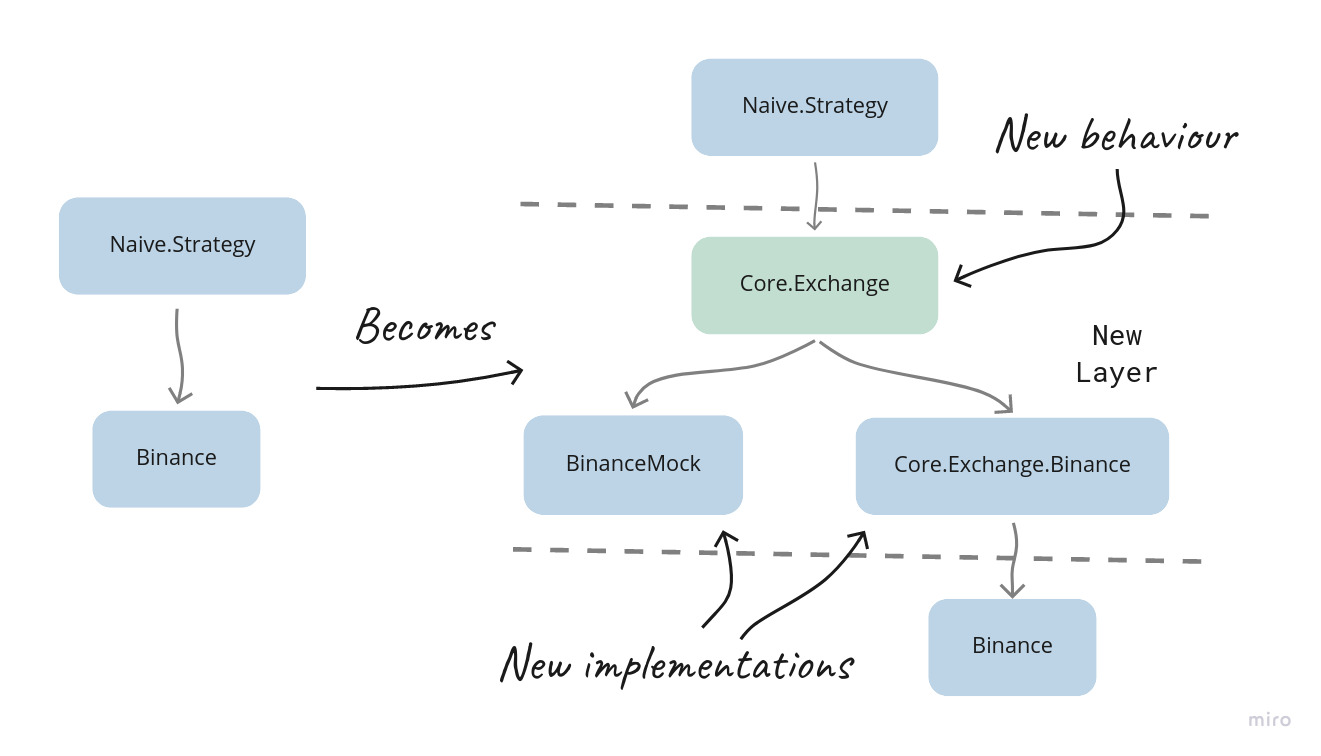 Naive.Strategy
Binance
Becomes
Naive.Strategy
New behaviour
Core.Exchange
New
Layer
BinanceMock
Core.Exchange.Binance
New implementations
Binance
miro